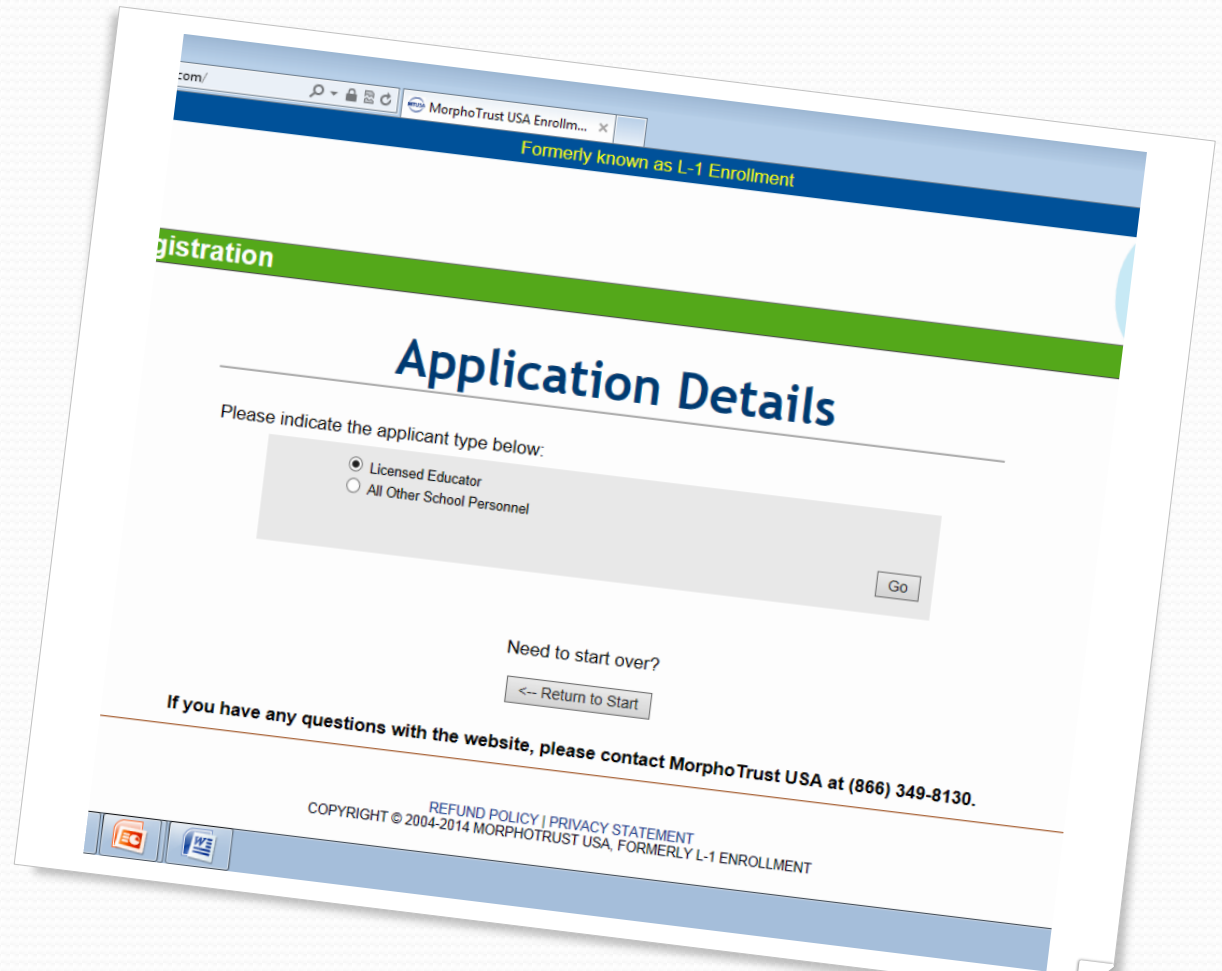 com/
MorphoTrust USA Enrollm...
Formerly known as L-1 Enrollment
gistration
Application Details
Please indicate the applicant type below:
Licensed Educator
All Other School Personnel
Go
Need to start over?
<-- Return to Start
If you have any questions with the website, please contact MorphoTrust USA at (866) 349-8130.
REFUND POLICY | PRIVACY STATEMENT
COPYRIGHT © 2004-2014 MORPHOTRUST USA, FORMERLY L-1 ENROLLMENT